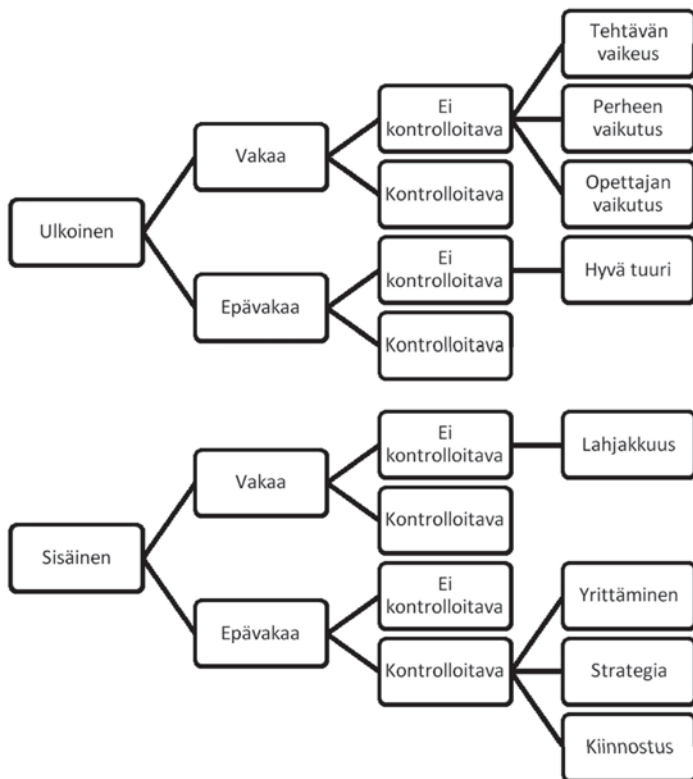 Ulkoinen
Vakaa
Ei
kontrolloitava
Tehtävän
vaikeus
Perheen
vaikutus
Opettajan
vaikutus
Kontrolloitava
Epävakaa
Ei
kontrolloitava
Hyvä tuuri
Kontrolloitava
Sisäinen
Vakaa
Ei
kontrolloitava
Lahjakkuus
Kontrolloitava
Epävakaa
Ei
kontrolloitava
Kontrolloitava
Yrittäminen
Strategia
Kiinnostus